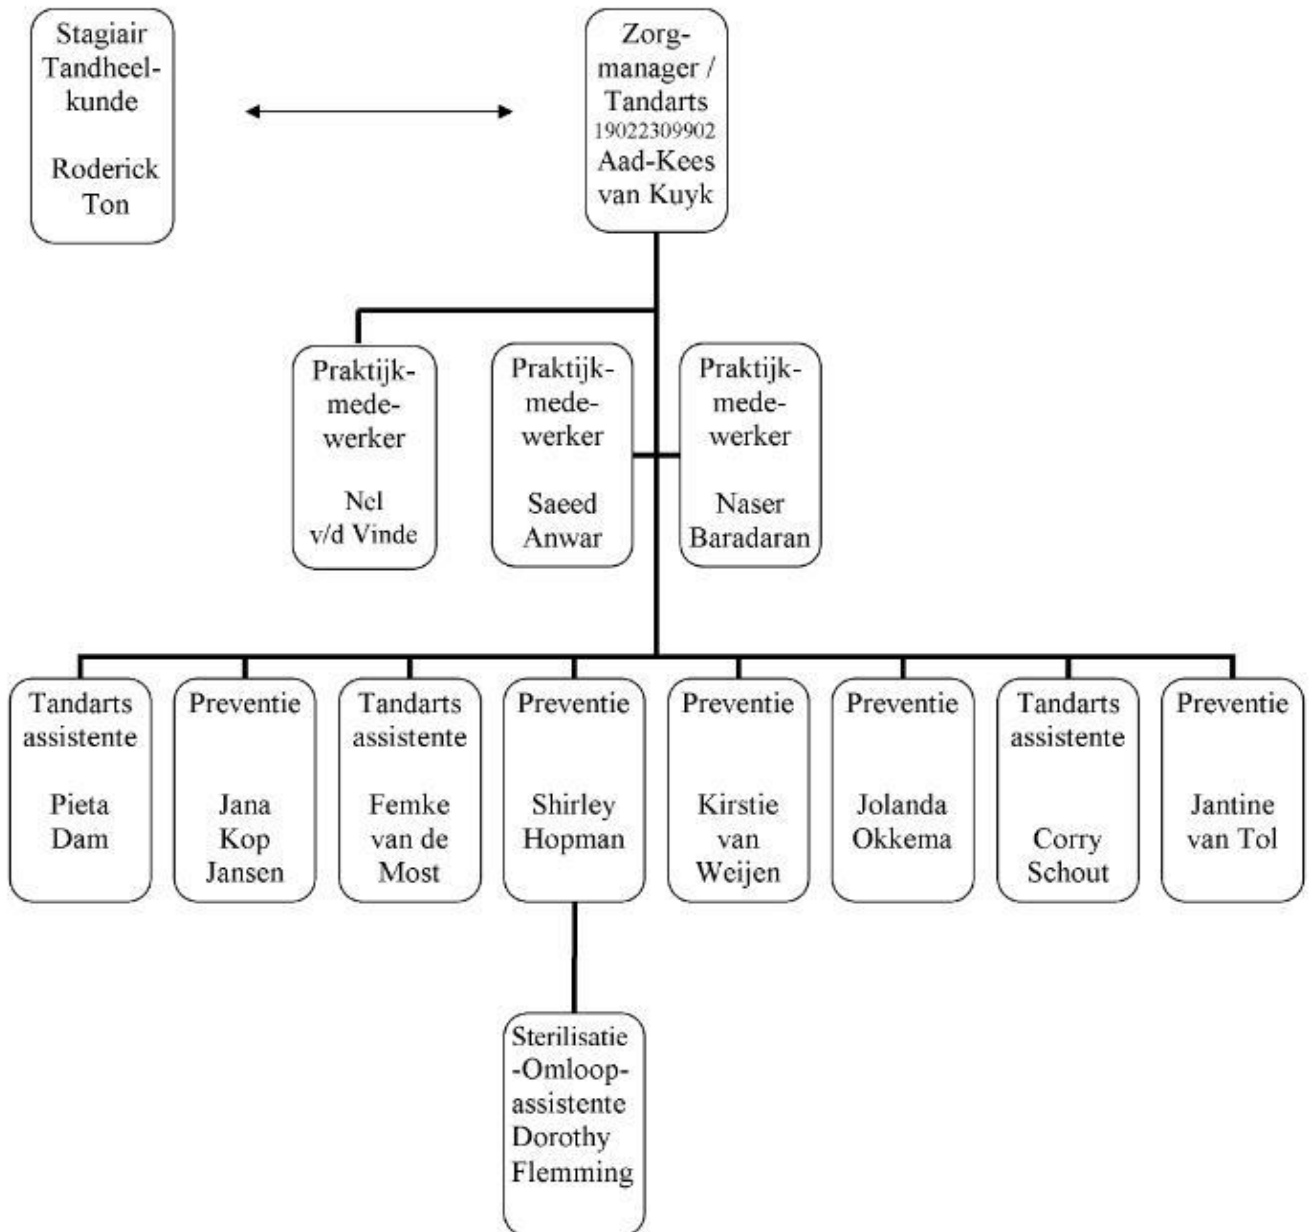 Stagiair
Tandheel-
kunde
Roderick
Ton
Zorg-
manager /
Tandarts
19022309902
Aad-Kees
van Kuyk
Praktijk-
mede-
werker
Nel
v/d Vinde
Praktijk-
mede-
werker
Saeed
Anwar
Praktijk-
mede-
werker
Naser
Baradaran
Tandarts
assistente
Pieta
Dam
Preventie
Jana
Kop
Jansen
Tandarts
assistente
Femke
van de
Most
Preventie
Shirley
Hopman
Preventie
Kirstie
van
Weijen
Preventie
Jolanda
Okkema
Tandarts
assistente
Corry
Schout
Preventie
Jantine
van Tol
Sterilisatie
-Omloop-
assistente
Dorothy
Flemming